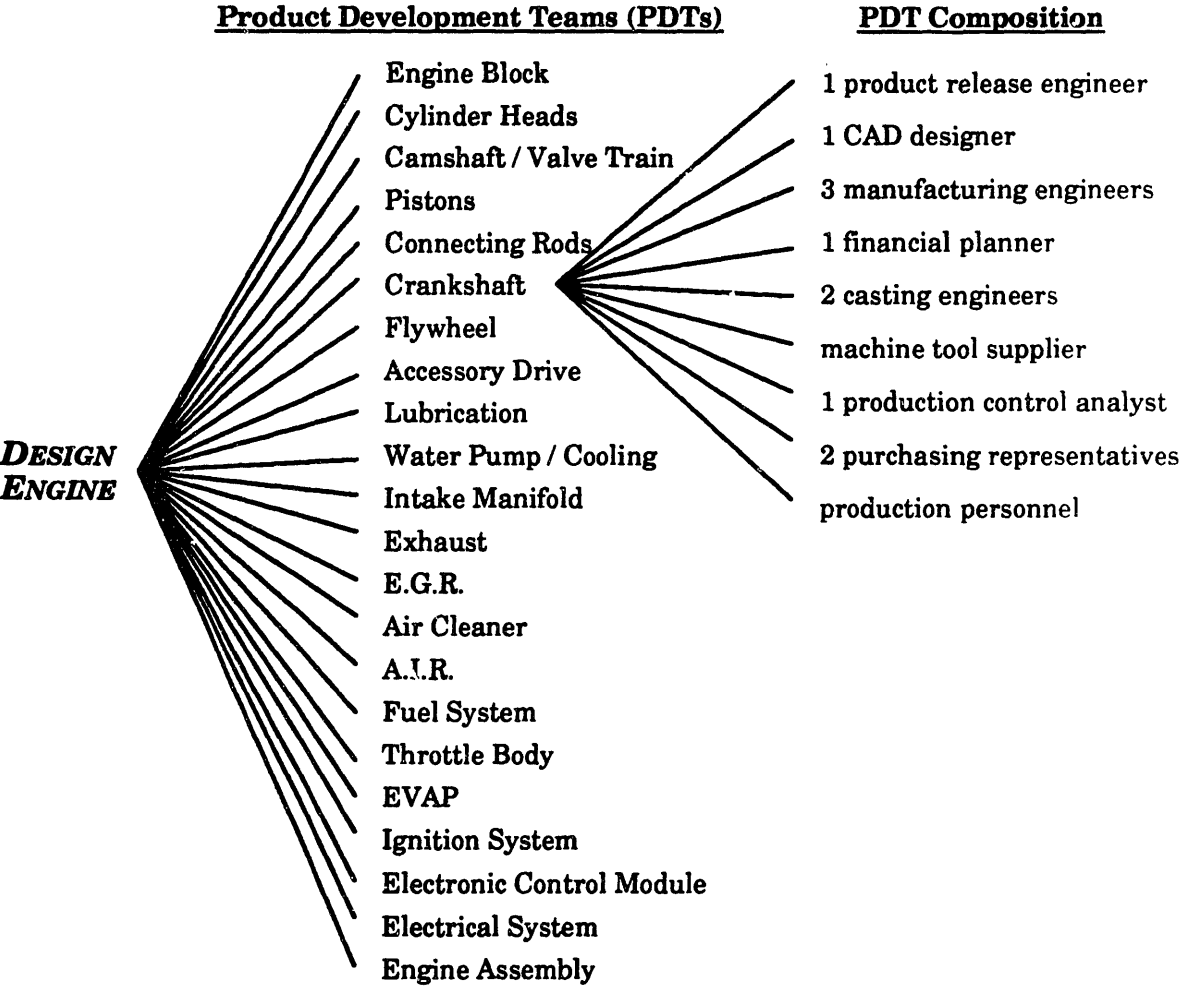 Product Development Teams (PDTs)
PDT Composition
DESIGN
ENGINE
Engine Block
Cylinder Heads
Camshaft / Valve Train
Pistons
Connecting Rods
Crankshaft
Flywheel
Accessory Drive
Lubrication
Water Pump / Cooling
Intake Manifold
Exhaust
E.G.R.
Air Cleaner
A.I.R.
Fuel System
Throttle Body
EVAP
Ignition System
Electronic Control Module
Electrical System
Engine Assembly
1 product release engineer
1 CAD designer
3 manufacturing engineers
1 financial planner
2 casting engineers
machine tool supplier
1 production control analyst
2 purchasing representatives
production personnel